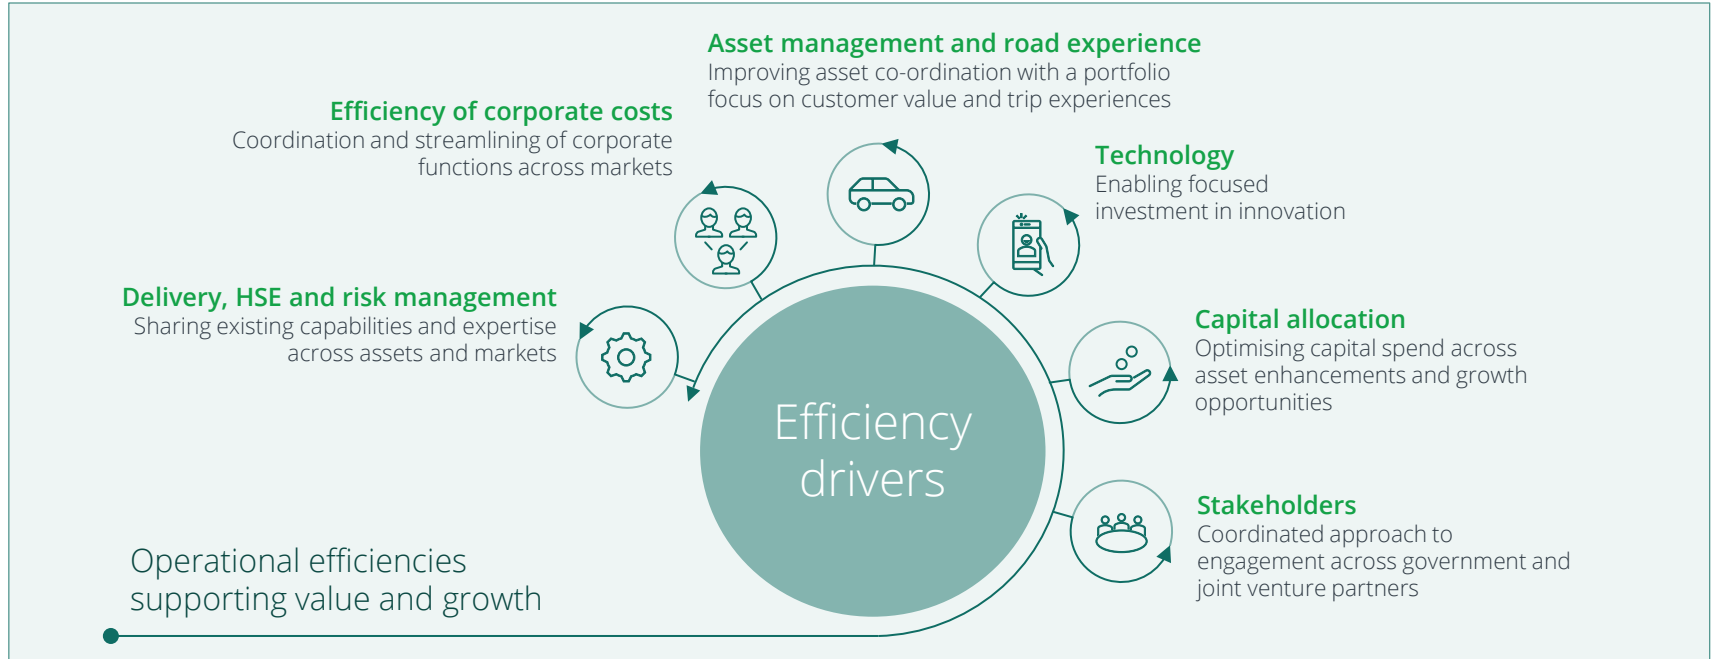 Asset management and road experience
Improving asset co-ordination with a portfolio
focus on customer value and trip experiences
Efficiency of corporate costs
Coordination and streamlining of corporate
functions across markets
Technology
Enabling focused
investment in innovation
Delivery, HSE and risk management
Sharing existing capabilities and expertise
across assets and markets
Capital allocation
Optimising capital spend across
asset enhancements and growth
opportunities
Efficiency
drivers
Stakeholders
Coordinated approach to
engagement across government and
joint venture partners
Operational efficiencies
supporting value and growth